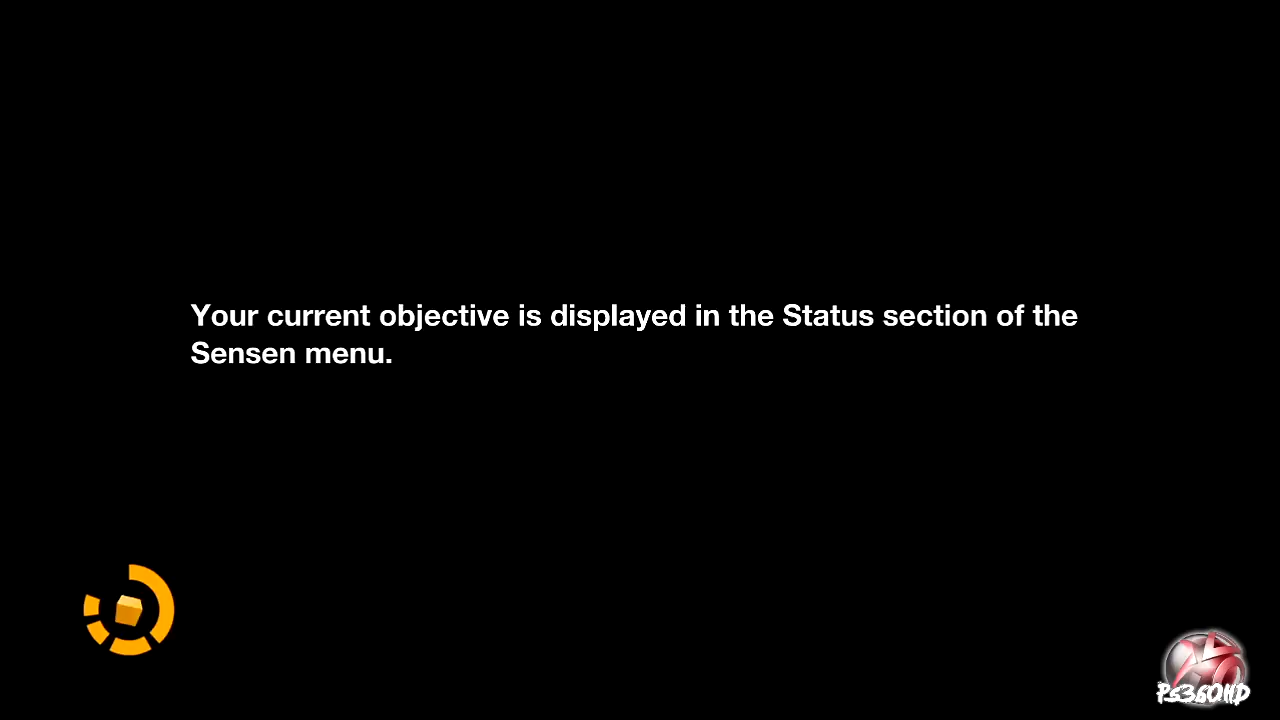 Your current objective is displayed in the Status section of the
Sensen menu.
Ps360HD